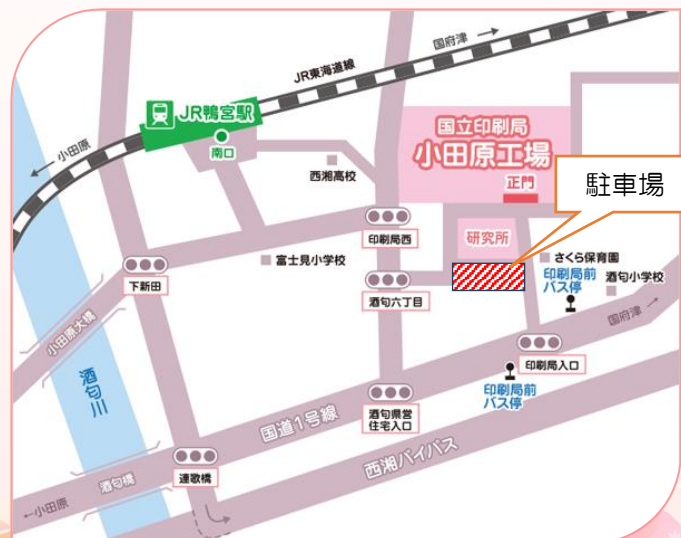 国府津
JR東海道線
JR鴨宮駅
南口
小田原
西湘高校
国立印刷局
小田原工場
正門
駐車場
印刷局西
研究所
富士見小学校
さくら保育園
下新田
酒匂六丁目
印刷局前
バス停
酒匂小学校
小田原大橋
国府津
印刷局入口
酒匂川
印刷局前
バス停
酒匂県営
住宅入口
国道1号線
西湘バイパス
連歌橋
酒匂橋
←小田原